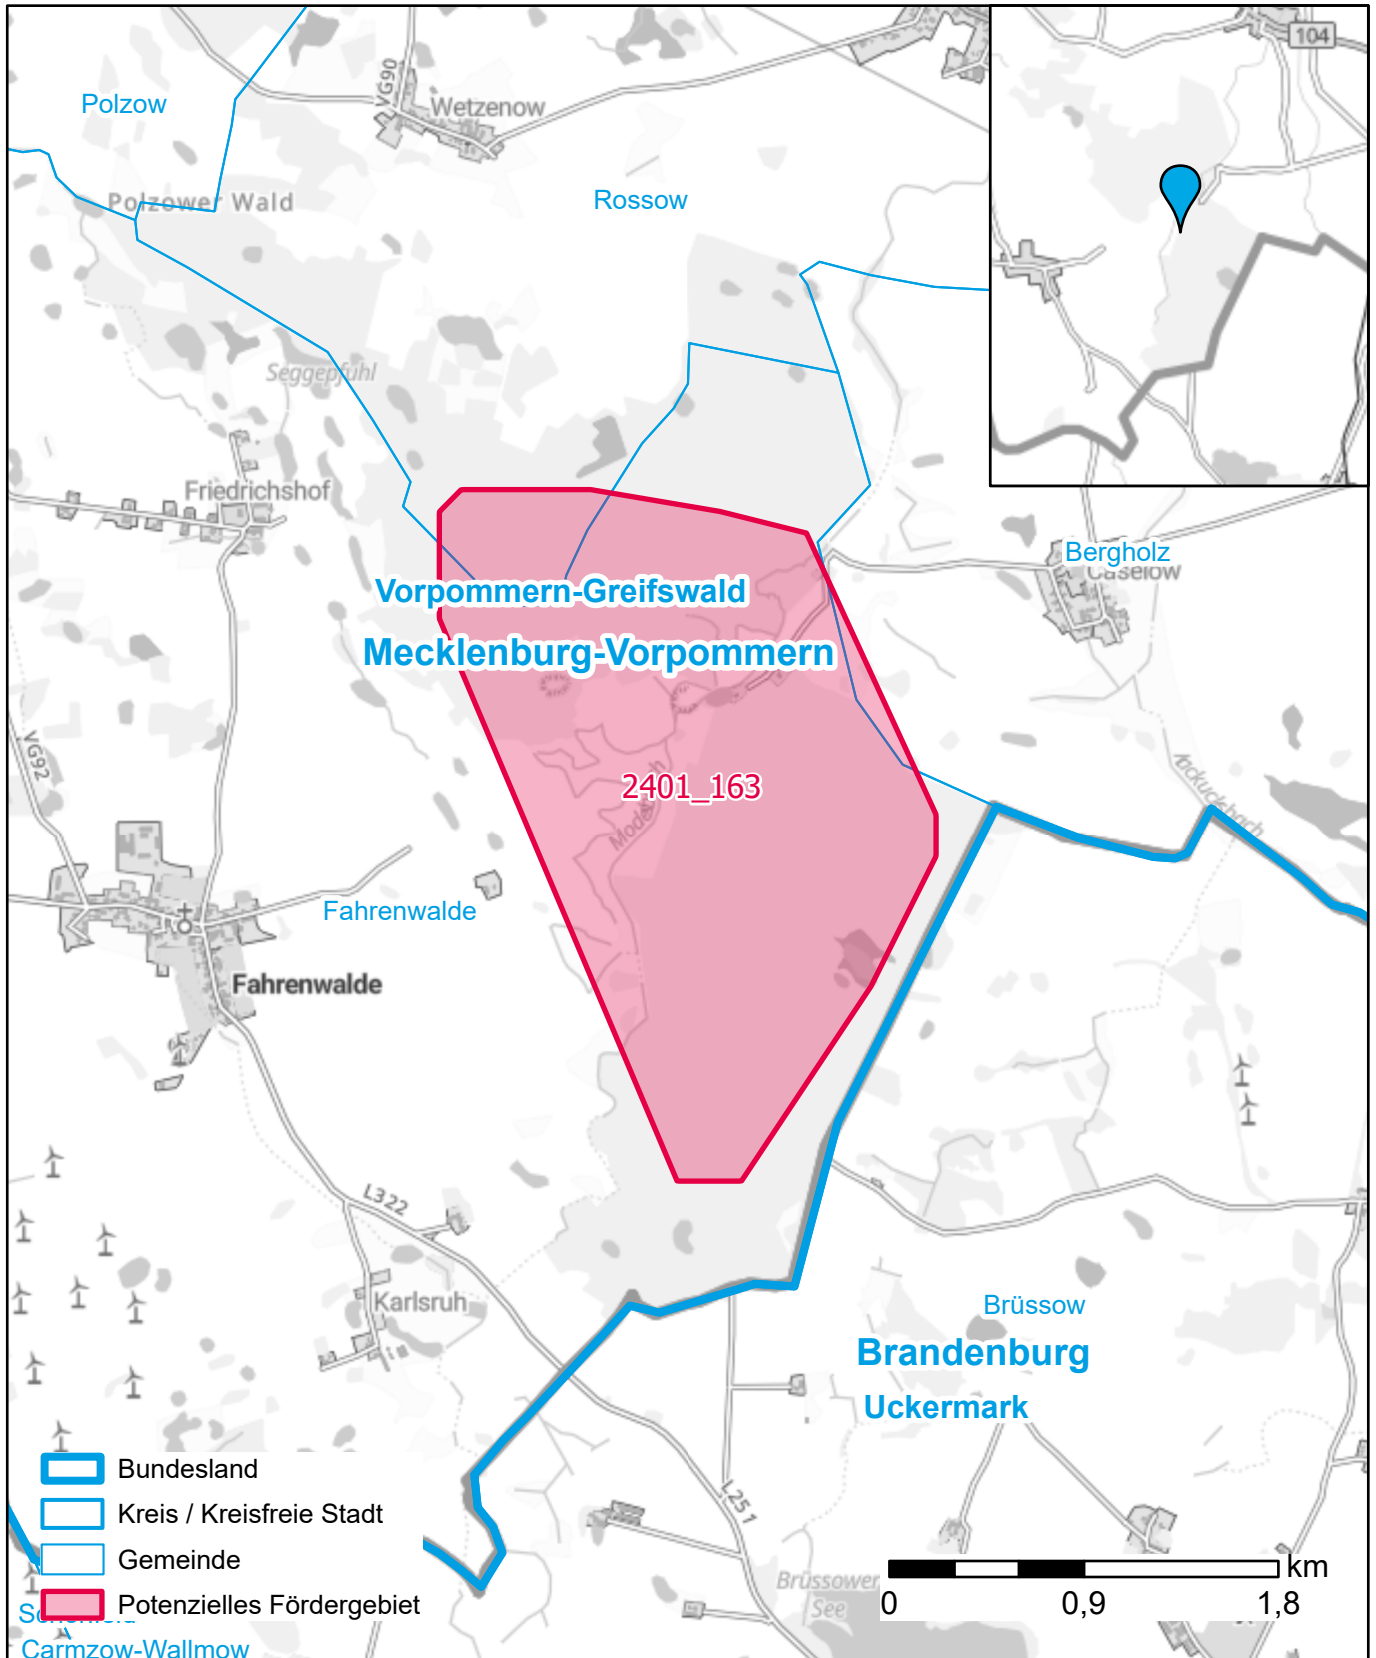 Polzow
VG90
Wetzenow
104
Polzower Wald
Rossow
Seggepfuhl
Friedrichshof
Bergholz
Caselow
Vorpommern-Greifswald
Mecklenburg-Vorpommern
VG92
2401_163
Modebach
Fahrenwalde
Fahrenwalde
L322
Karlsruh
Brüssow
Brandenburg
Uckermark
L251
Bundesland
Kreis / Kreisfreie Stadt
Gemeinde
Potenzielles Fördergebiet
Brüssower
See
km
0
0,9
1,8
Carmzow-Wallmow